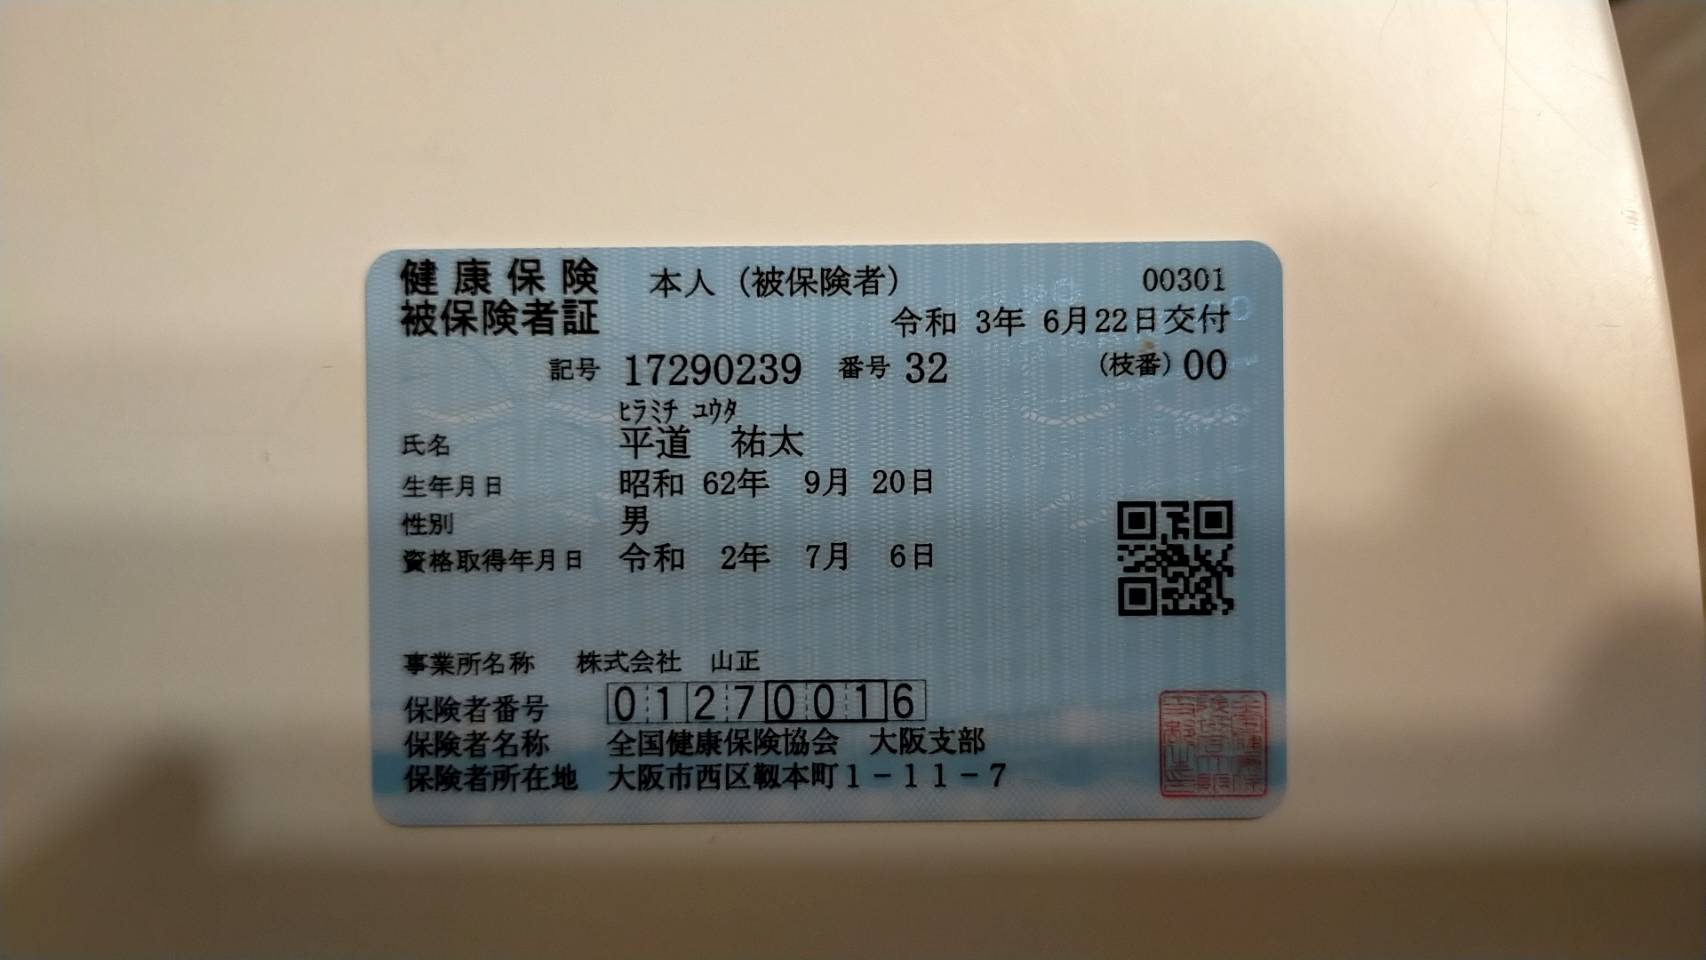 健康保険 本人（被保険者） 00301
被保険者証 令和 3年 6月22日交付
記号 17290239 番号 32 （枝番）00
ﾋﾗﾐﾁ ﾕｳﾀ
氏名 平道 祐太
生年月日 昭和 62年 9月 20日
性別 男
資格取得年月日 令和 2年 7月 6日
事業所名称 株式会社 山正
保険者番号 01270016
保険者名称 全国健康保険協会 大阪支部
保険者所在地 大阪市西区靱本町1－11－7